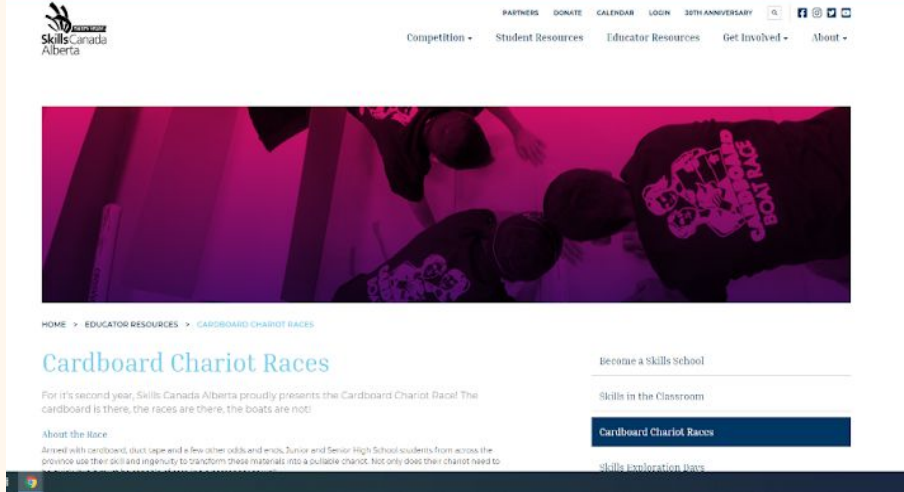 PARTNERS DONATE CALENDAR LOGIN 30TH ANNIVERSARY
SkillsCanada
Alberta
Competition Student Resources Educator Resources Get Involved About
CARDBOARD
BOAT RACE
HOME > EDUCATOR RESOURCES > CARDBOARD CHARIOT RACES
Cardboard Chariot Races
For it's second year, Skills Canada Alberta proudly presents the Cardboard Chariot Race! The
cardboard is there, the races are there, the boats are not!
About the Race
Armed with cardboard, duct tape and a few other odds and ends, Junior and Senior High School students from across the
province use their skill and ingenuity to transform these materials into a pullable chariot. Not only does their chariot need to
Become a Skills School
Skills in the Classroom
Cardboard Chariot Races
Skills Exploration Days